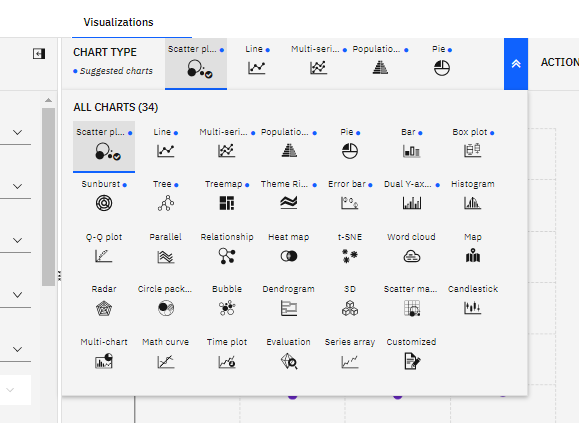 Visualizations
CHART TYPE
Suggested charts
Scatter pl... Line Multi-seri... Populatio... Pie
ACTION
ALL CHARTS (34)
Scatter pl... Line Multi-seri... Populatio... Pie Bar Box plot
Sunburst Tree Treemap Theme Ri... Error bar Dual Y-ax... Histogram
Q-Q plot Parallel Relationship Heat map t-SNE Word cloud Map
Radar Circle pack... Bubble Dendrogram 3D Scatter ma... Candlestick
Multi-chart Math curve Time plot Evaluation Series array Customized